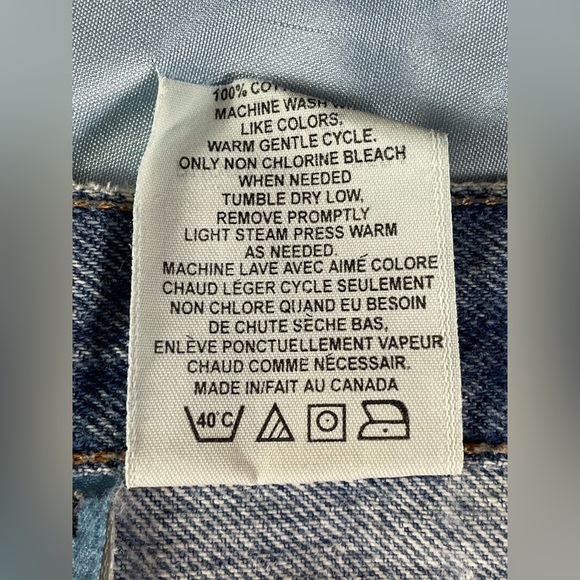 100%
MACHINE WASH
LIKE COLORS,
WARM GENTLE CYCLE.
ONLY NON CHLORINE BLEACH
WHEN NEEDED
TUMBLE DRY LOW,
REMOVE PROMPTLY
LIGHT STEAM PRESS WARM
AS NEEDED.
MACHINE LAVE AVEC AIMÉ COLORE
CHAUD LÉGER CYCLE SEULEMENT
NON CHLORE QUAND EU BESOIN
DE CHUTE SÈCHE BAS,
ENLÈVE PONCTUELLEMENT VAPEUR
CHAUD COMME NÉCESSAIR.
MADE IN/FAIT AU CANADA
40°C